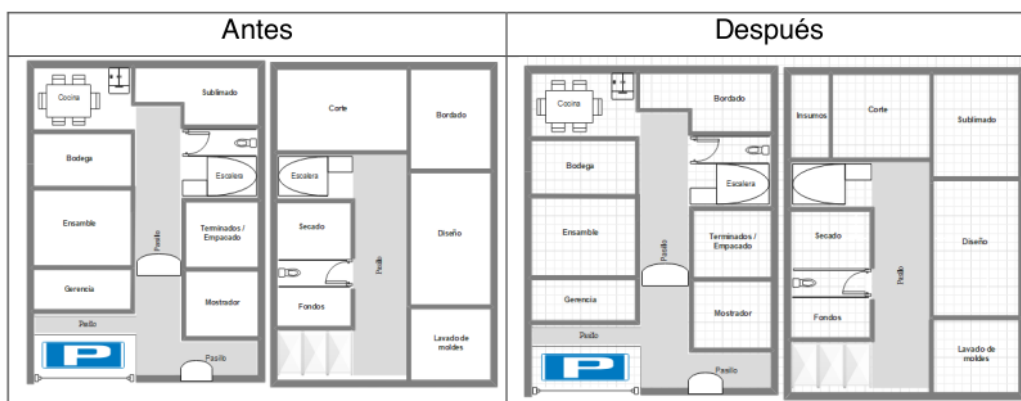 Antes
Después
Cocina
Sublimado
Bodega
Escalera
Ensamble
Pasillo
Terminados /
Empacado
Gerencia
Mostrador
Pasillo
P
Pasillo
Corte
Bordado
Escalera
Secado
Diseño
Pasillo
Fondos
Lavado de
moldes
Cocina
Bordado
Bodega
Escalera
Ensamble
Pasillo
Terminados /
Empacado
Gerencia
Mostrador
Pasillo
P
Pasillo
Insumos
Corte
Sublimado
Secado
Diseño
Pasillo
Fondos
Lavado de
moldes